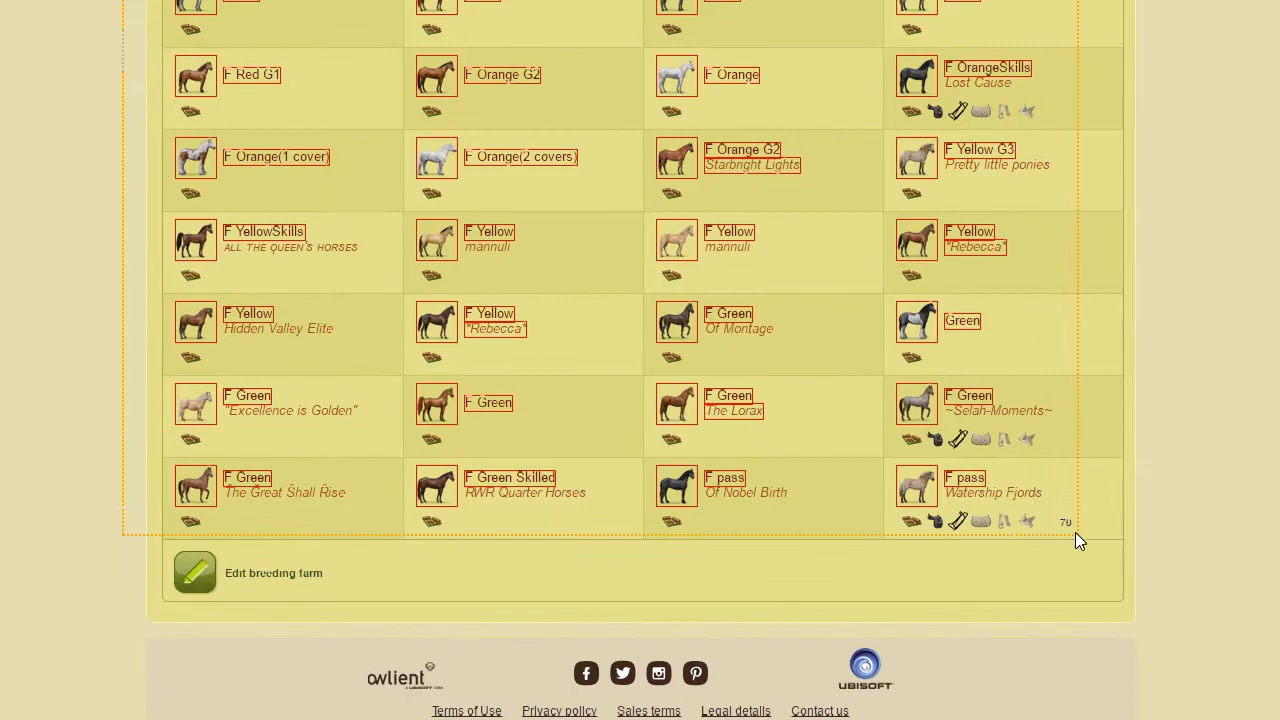 F Red G1
F Orange G2
F Orange
F OrangeSkills
Lost Cause
F Orange(1 cover)
F Orange(2 covers)
F Orange G2
Starbright Lights
F Yellow G3
Pretty little ponies
F YellowSkills
ALL THE QUEEN'S HORSES
F Yellow
mannuli
F Yellow
mannuli
F Yellow
*Rebecca*
F Yellow
Hidden Valley Elite
F Yellow
*Rebecca*
F Green
Of Montage
Green
F Green
"Excellence is Golden"
F Green
F Green
The Lorax
F Green
~Selah-Moments~
F Green
The Great Shall Rise
F Green Skilled
RWR Quarter Horses
F pass
Of Nobel Birth
F pass
Watership Fjords
70
Edit breeding farm
owlient
UBISOFT
Terms of Use Privacy policy Sales terms Legal details Contact us